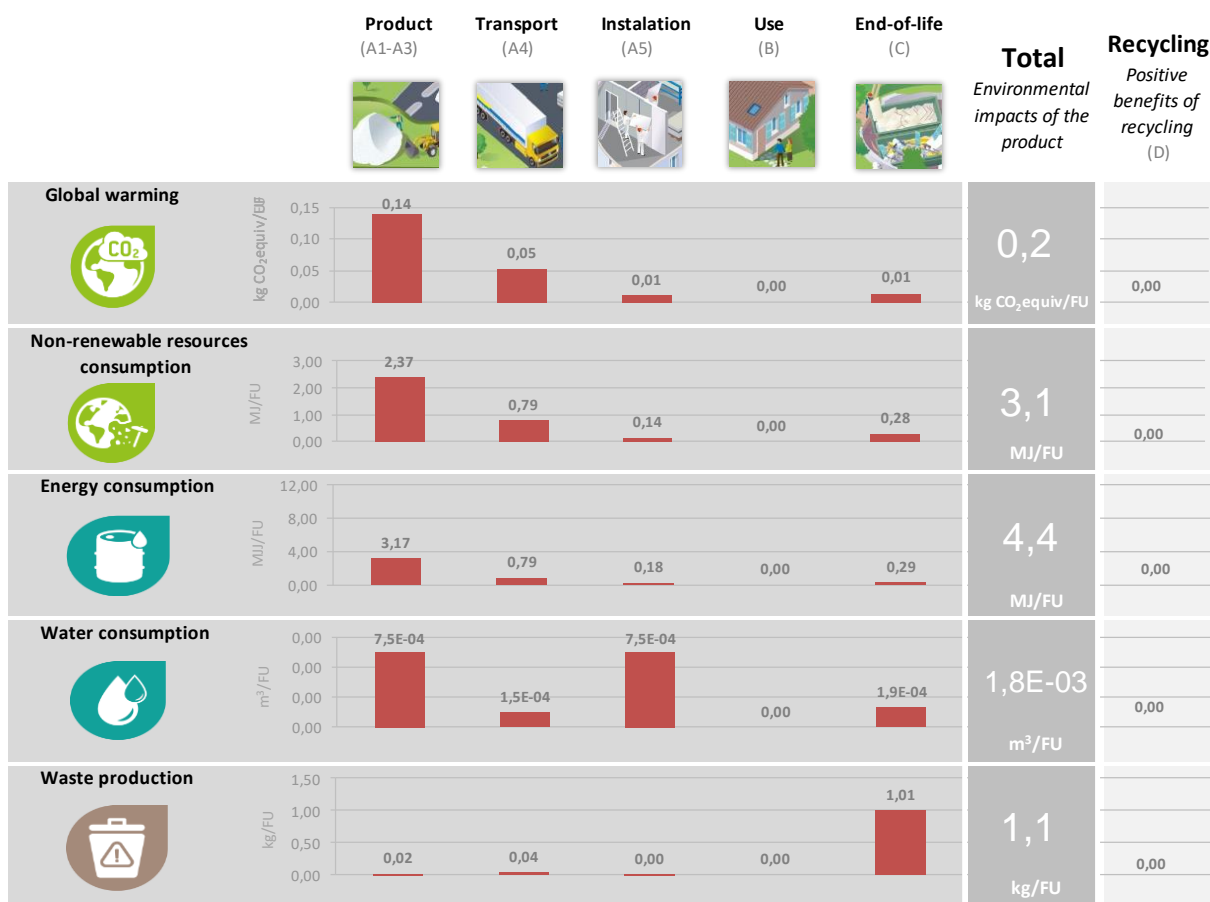 Product Transport Instalation Use End-of-life
(A1-A3) (A4) (A5) (B) (C)
Total
Environmental
impacts of the
product
Recycling
Positive
benefits of
recycling
(D)
Global warming
CO₂
kg CO₂equiv/
0,15
0,10
0,05
0,00
0,14 0,05 0,01 0,00 0,01
0,2
kg CO₂equiv/FU
0,00
Non-renewable resources
consumption
MJ/FU
3,00
2,00
1,00
0,00
2,37 0,79 0,14 0,00 0,28
3,1
MJ/FU
0,00
Energy consumption
12,00
8,00
4,00
0,00
3,17 0,79 0,18 0,00 0,29
4,4
MJ/FU
0,00
Water consumption
m³/FU
0,00
0,00
0,00
0,00
7,5E-04 1,5E-04 7,5E-04 0,00 1,9E-04
1,8E-03
m³/FU
0,00
Waste production
kg/FU
1,50
1,00
0,50
0,00
0,02 0,04 0,00 0,00 1,01
1,1
kg/FU
0,00